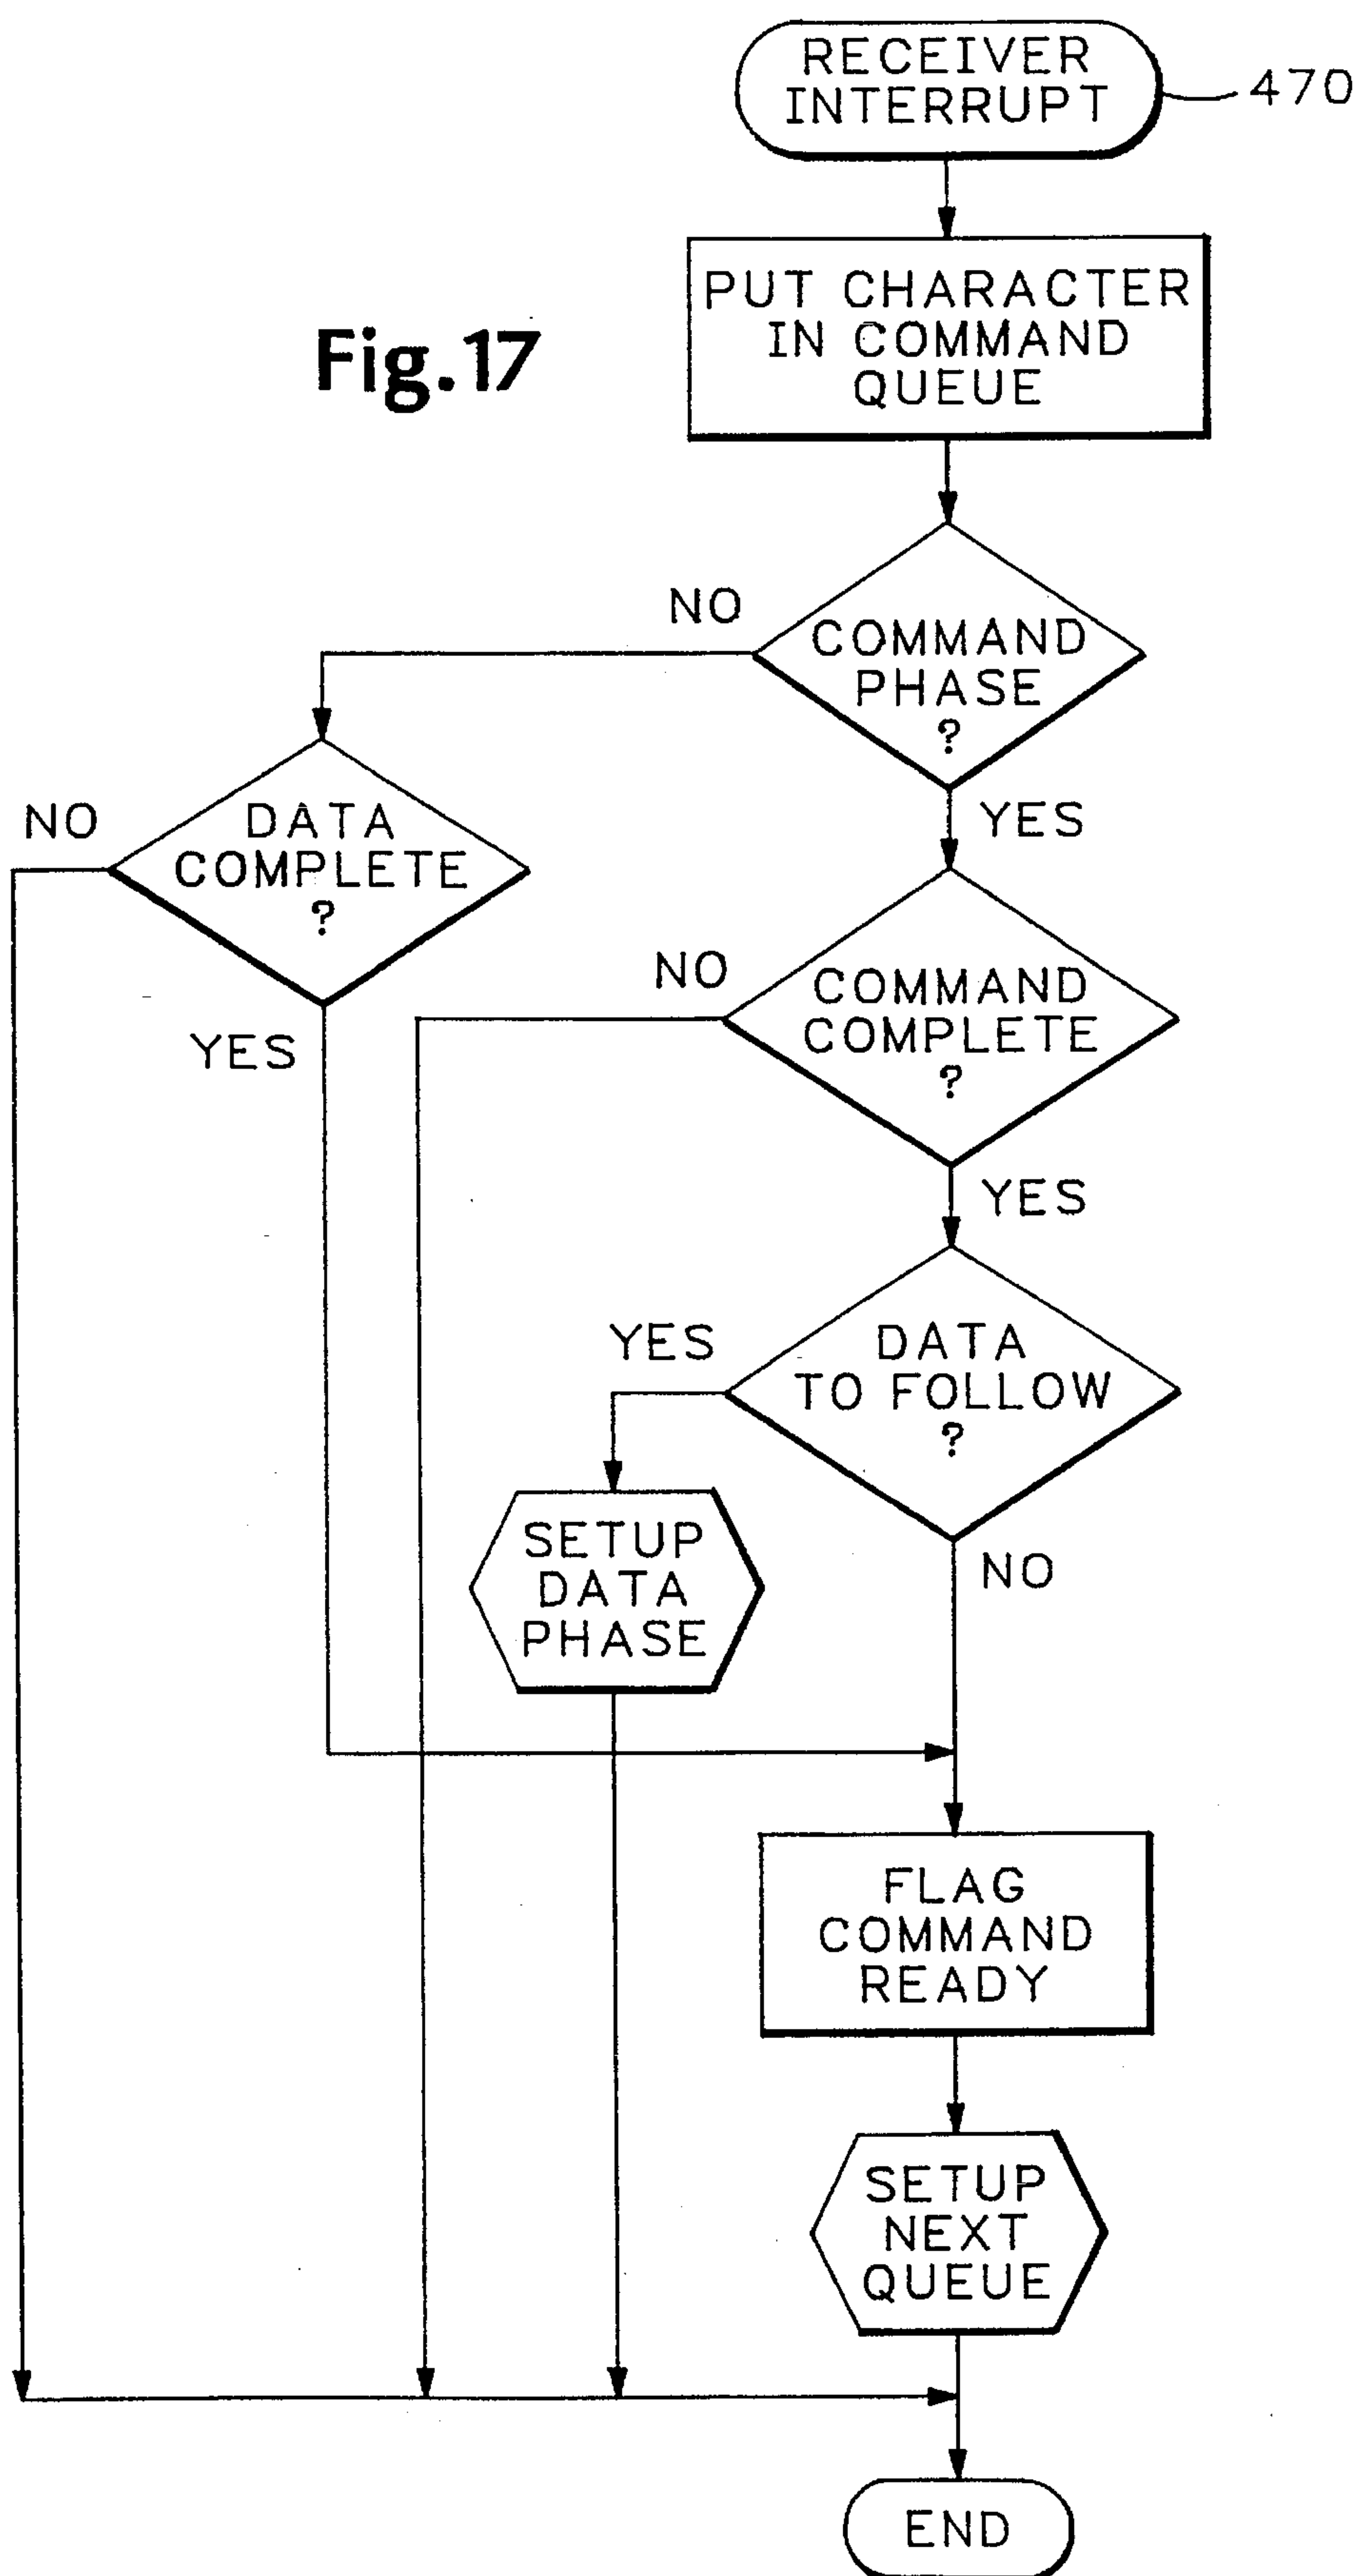 RECEIVER
INTERRUPT
470
PUT CHARACTER
IN COMMAND
QUEUE
Fig.17
NO
COMMAND
PHASE
?
YES
NO
DATA
COMPLETE
?
YES
NO
COMMAND
COMPLETE
?
YES
YES
DATA
TO FOLLOW
?
NO
SETUP
DATA
PHASE
FLAG
COMMAND
READY
SETUP
NEXT
QUEUE
END